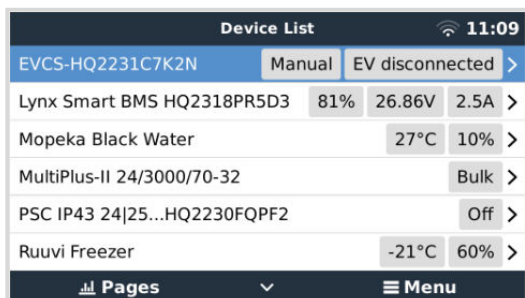 Device List 11:09
EVCS-HQ2231C7K2N Manual EV disconnected
Lynx Smart BMS HQ2318PR5D3 81% 26.86V 2.5A
Mopeka Black Water 27°C 10%
MultiPlus-II 24/3000/70-32 Bulk
PSC IP43 24|25...HQ2230FQPF2 Off
Ruuvi Freezer -21°C 60%
Pages Menu